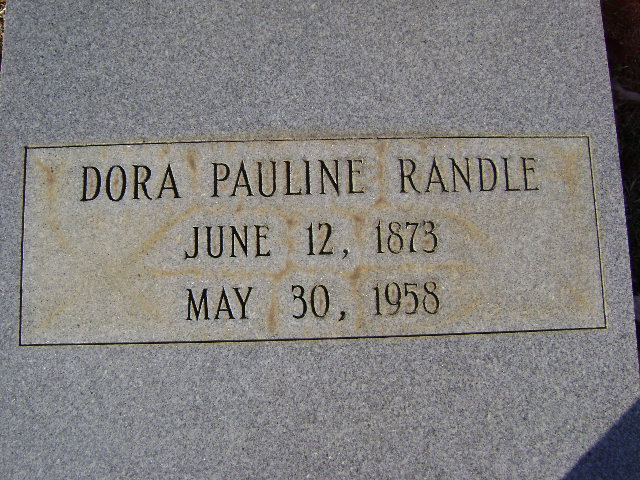 DORA PAULINE RANDLE
JUNE 12, 1873
MAY 30, 1958